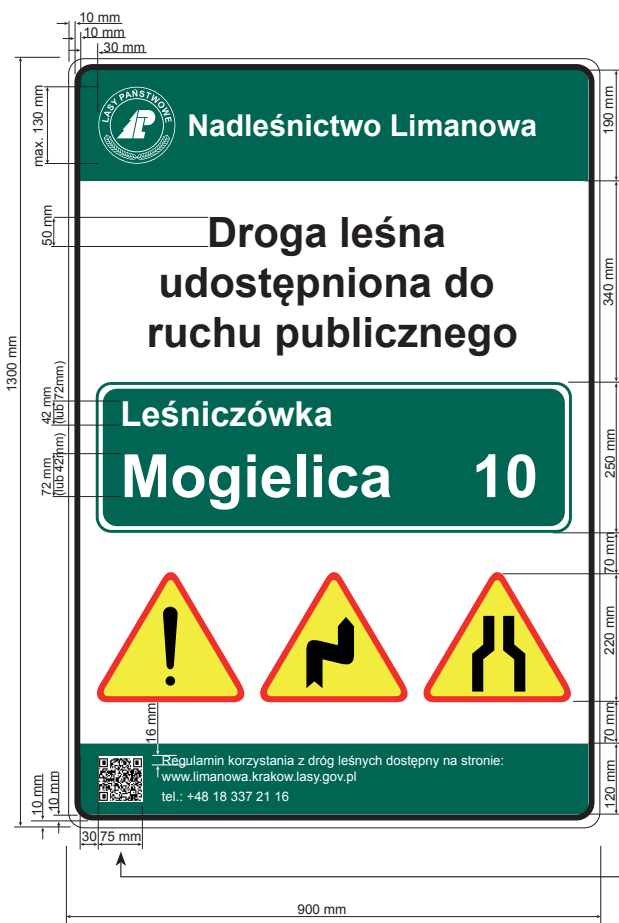 10 mm
10 mm
30 mm
max. 130 mm
LASY PAŃSTWOWE
Nadleśnictwo Limanowa
190 mm
50 mm
Droga leśna
udostępniona do
ruchu publicznego
340 mm
1300 mm
42 mm
(lub 72mm)
Leśniczówka
72 mm
(lub 42mm)
Mogielica 10
250 mm
70 mm
220 mm
70 mm
16 mm
Regulamin korzystania z dróg leśnych dostępny na stronie:
www.limanowa.krakow.lasy.gov.pl
tel.: +48 18 337 21 16
120 mm
10 mm
10 mm
30
75 mm
900 mm